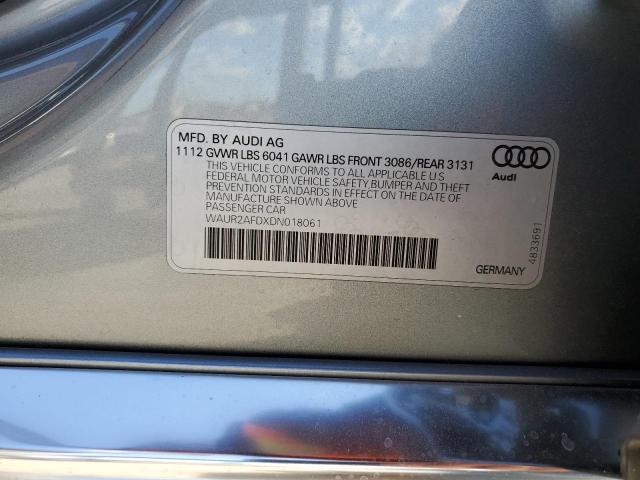 MFD. BY AUDI AG
1112 GVWR LBS 6041 GAWR LBS FRONT 3086/REAR 3131
THIS VEHICLE CONFORMS TO ALL APPLICABLE U S
FEDERAL MOTOR VEHICLE SAFETY BUMPER AND THEFT
PREVENTION STANDARDS IN EFFECT ON THE DATE OF
MANUFACTURE SHOWN ABOVE
PASSENGER CAR
WAUR2AFDXDN018061
Audi
4833691
GERMANY